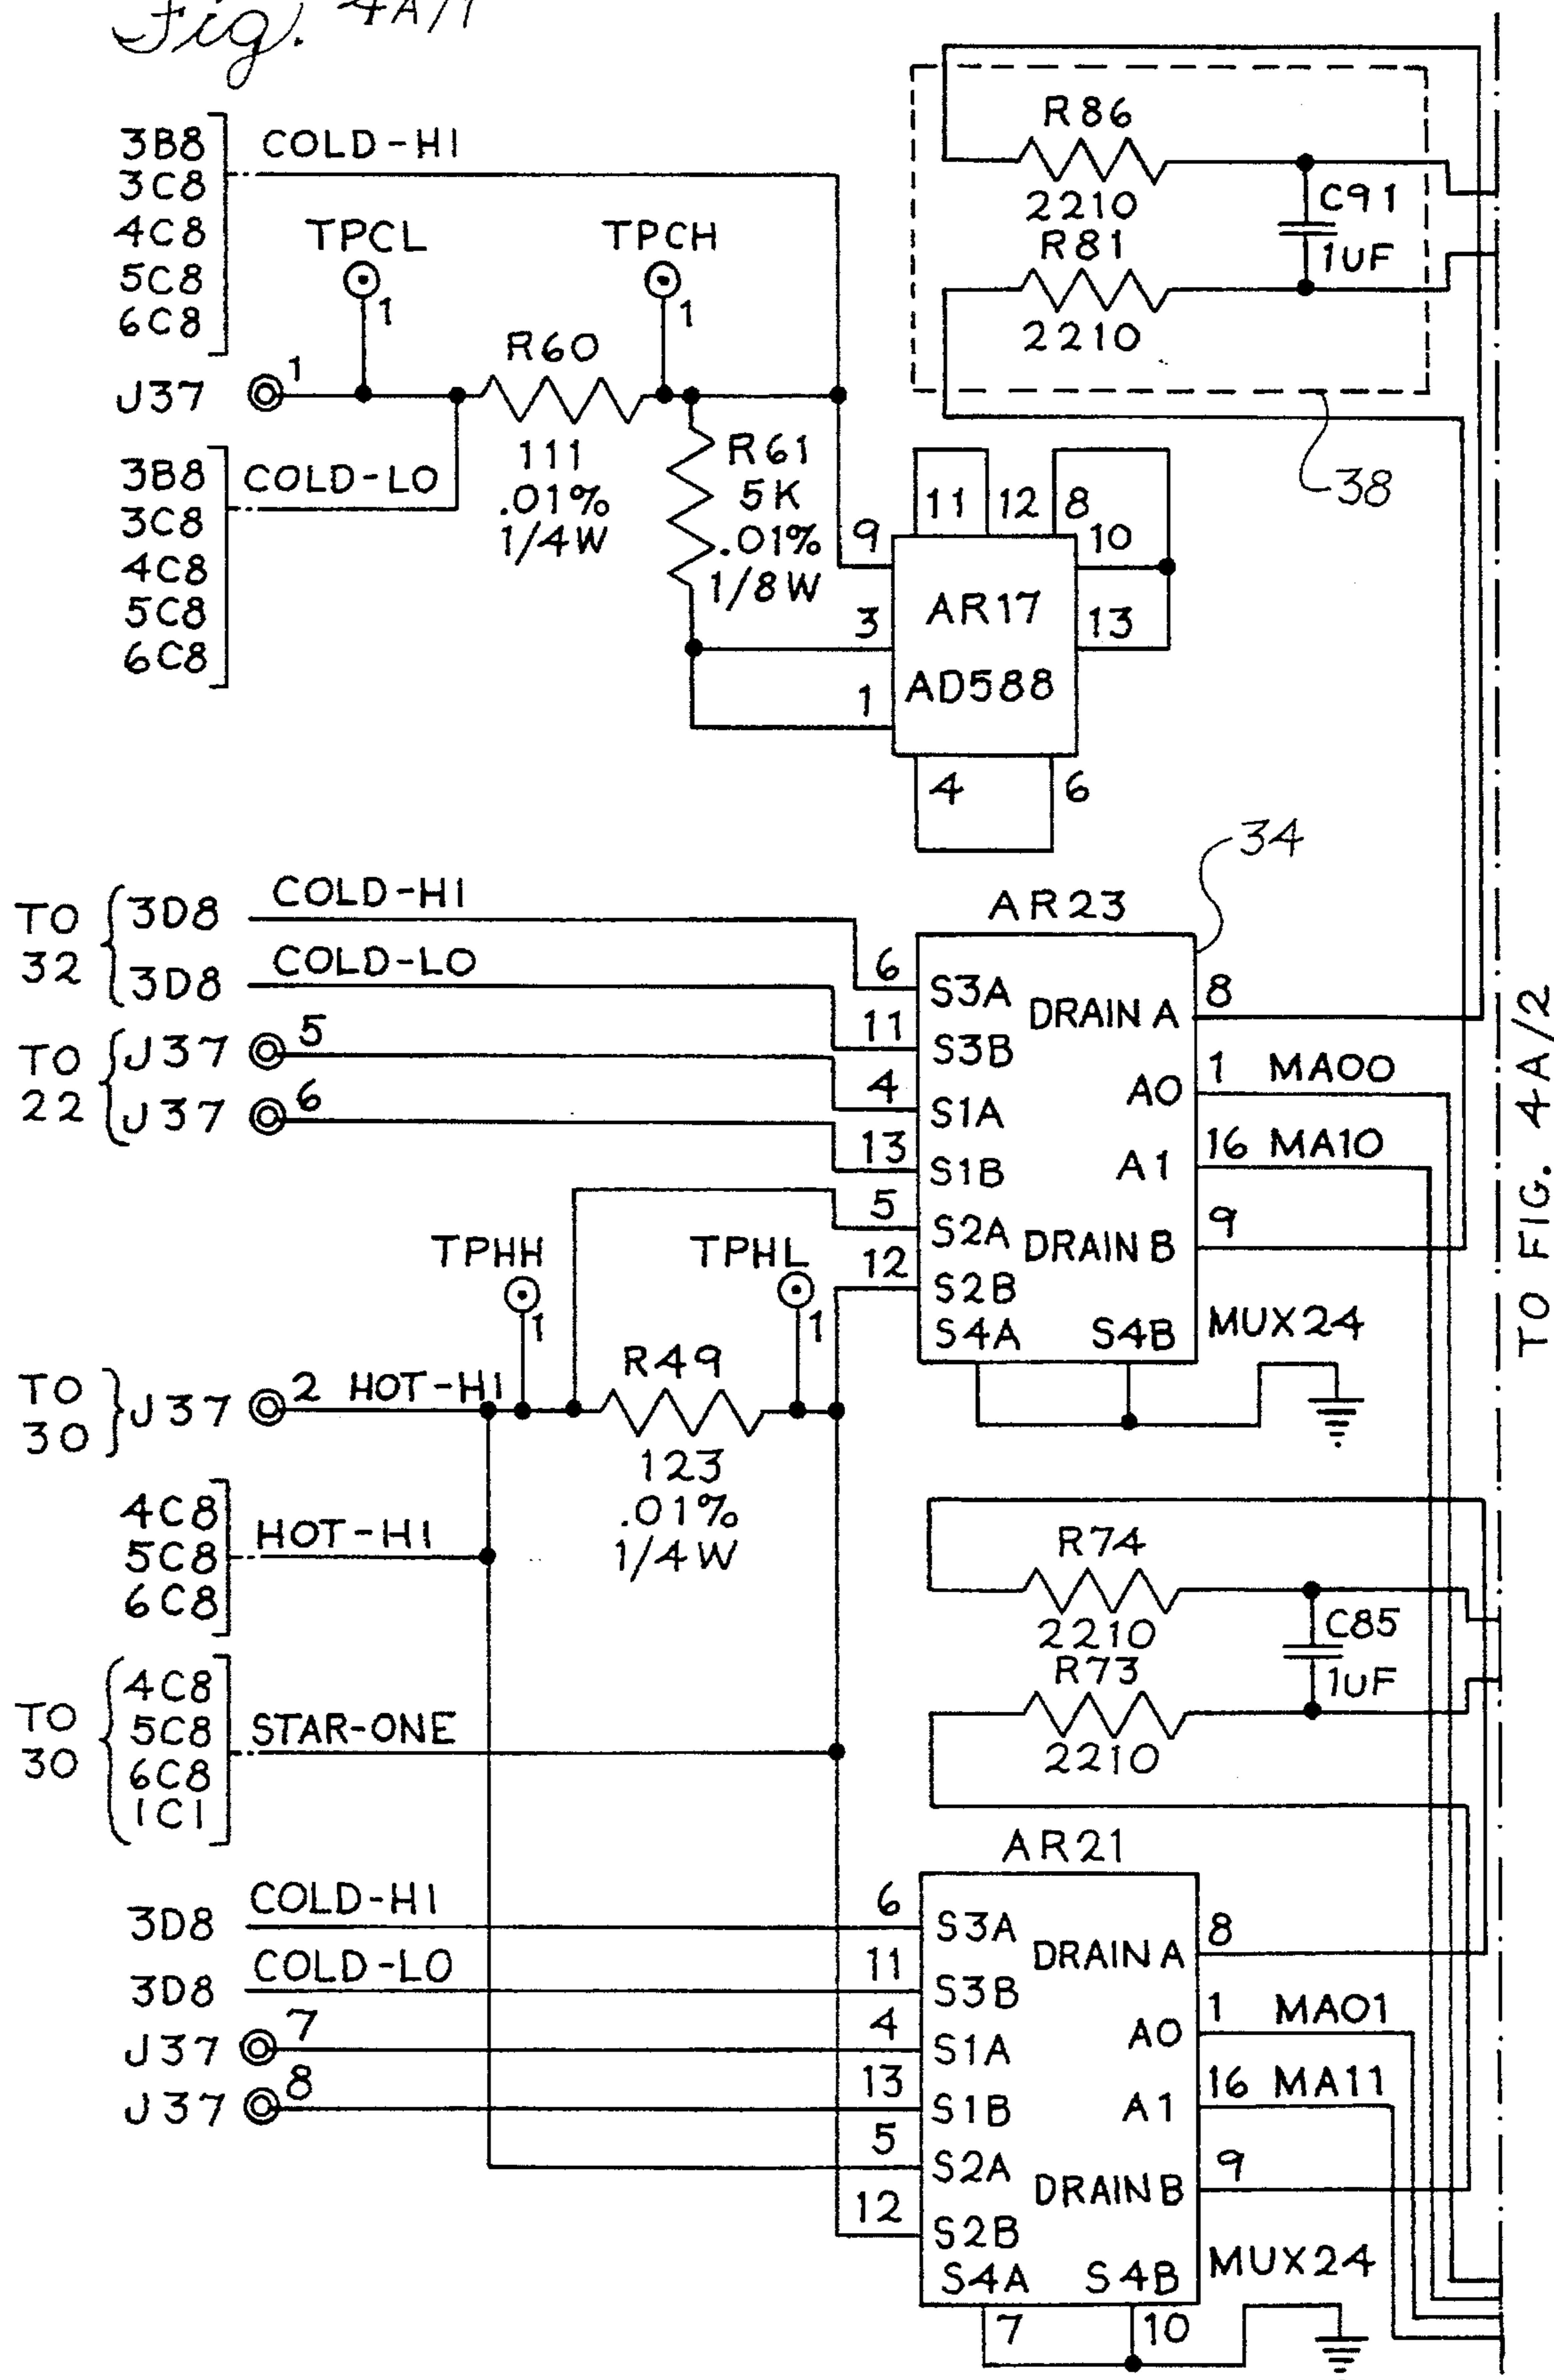 Fig. 4A/1
3B8
3C8
4C8
5C8
6C8
COLD-HI
TPCL
1
TPCH
1
R86
2210
R81
2210
C91
1UF
38
J37
1
R60
111
.01%
1/4W
R61
5K
.01%
1/8W
3B8
3C8
4C8
5C8
6C8
COLD-LO
11
12
8
9
10
3
AR17
13
1
AD588
4
6
34
TO
32
3D8
COLD-HI
3D8
COLD-LO
TO
22
J37
5
J37
6
AR23
6
S3A
11
S3B
4
S1A
13
S1B
5
S2A
12
S2B
S4A
S4B
DRAIN A
8
A0
1
MA00
A1
16
MA10
DRAIN B
9
MUX24
TO FIG. 4A/2
TPHH
1
TPHL
1
TO
30
J37
2
HOT-HI
R49
123
.01%
1/4W
4C8
5C8
6C8
HOT-HI
R74
2210
R73
2210
C85
1UF
TO
30
4C8
5C8
6C8
1C1
STAR-ONE
AR21
3D8
COLD-HI
3D8
COLD-LO
J37
7
J37
8
6
S3A
11
S3B
4
S1A
13
S1B
5
S2A
12
S2B
S4A
S4B
DRAIN A
8
A0
1
MA01
A1
16
MA11
DRAIN B
9
MUX24
7
10